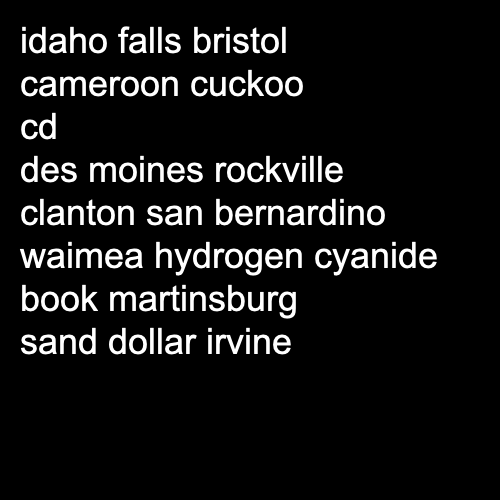 idaho falls bristol
cameroon cuckoo
cd
des moines rockville
clanton san bernardino
waimea hydrogen cyanide
book martinsburg
sand dollar irvine